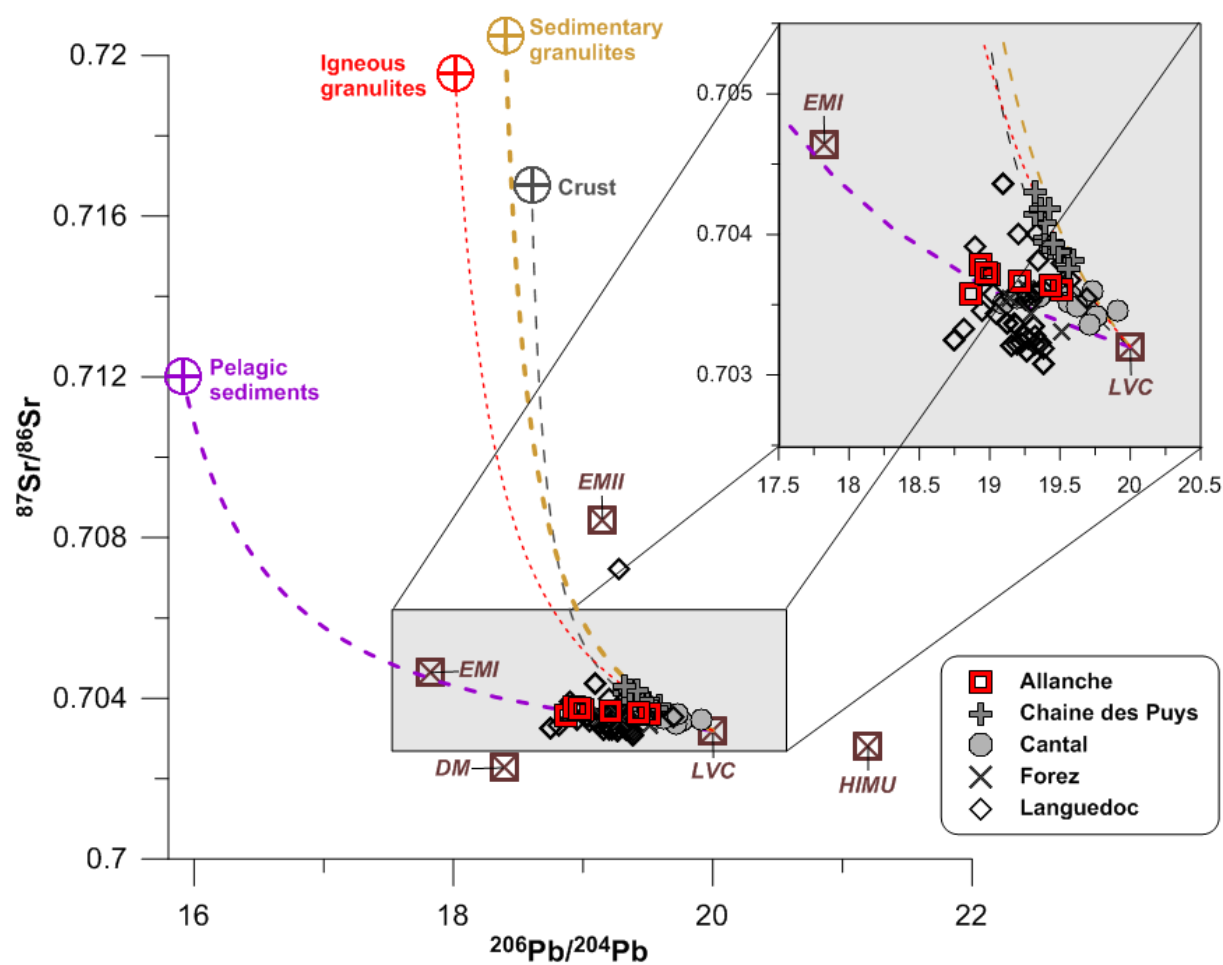 0.72
0.716
0.712
0.708
0.704
0.7
87Sr/86Sr
16
18
20
22
206Pb/204Pb
Igneous
granulites
Sedimentary
granulites
Crust
Pelagic
sediments
EMII
EMI
DM
LVC
HIMU
0.705
0.704
0.703
EMI
LVC
17.5
18
18.5
19
19.5
20
20.5
Allanche
Chaine des Puys
Cantal
Forez
Languedoc